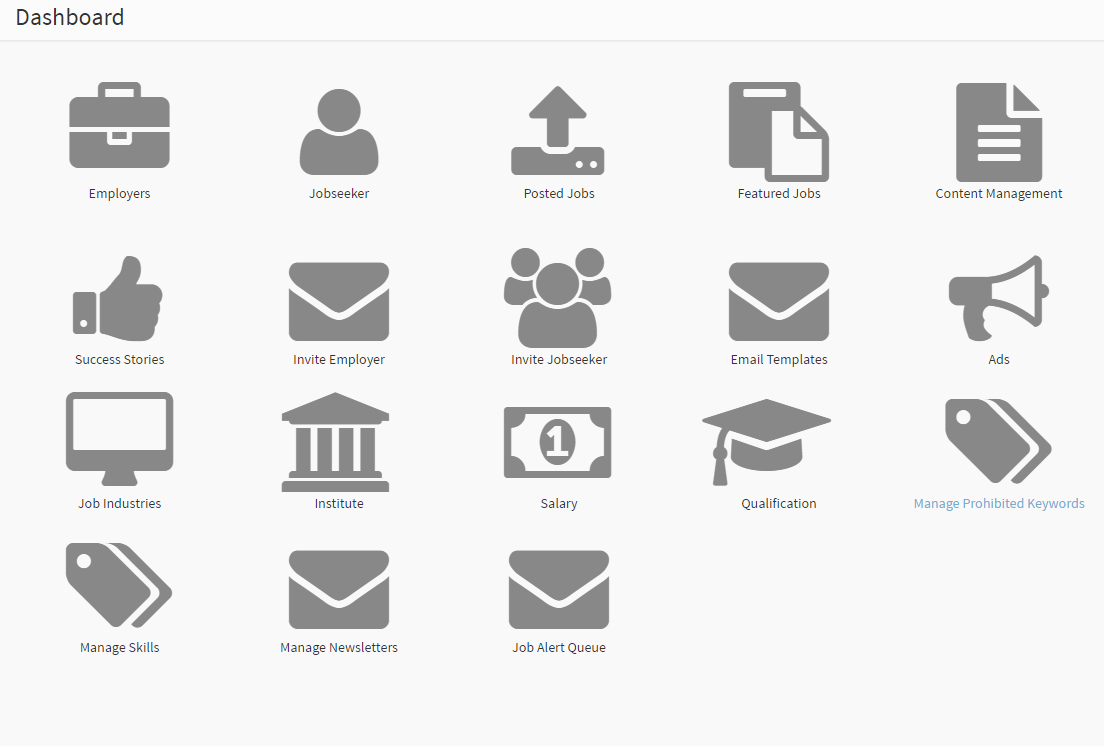 Dashboard
Employers
Jobseeker
Posted Jobs
Featured Jobs
Content Management
Success Stories
Invite Employer
Invite Jobseeker
Email Templates
Ads
Job Industries
Institute
1
Salary
Qualification
Manage Prohibited Keywords
Manage Skills
Manage Newsletters
Job Alert Queue